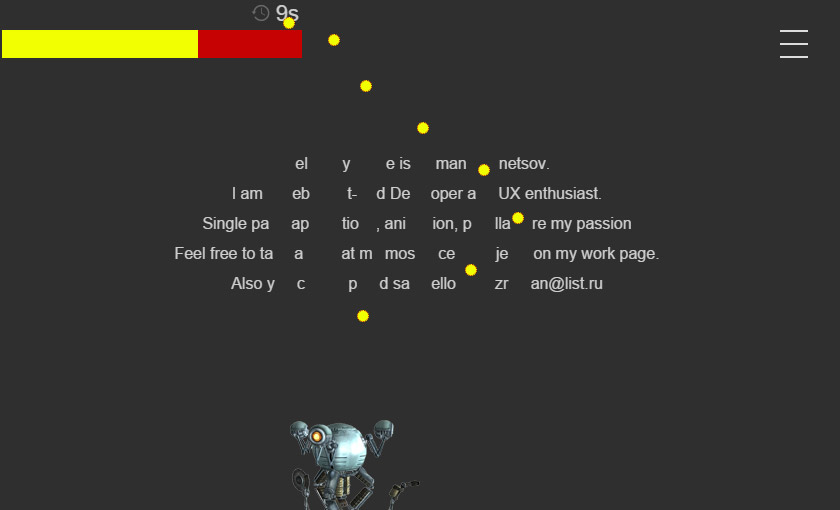 9s
el y e is man netsov.
I am eb t- d De oper a UX enthusiast.
Single pa ap tio , ani ion, p lla re my passion
Feel free to ta a at m mos ce je on my work page.
Also y c p d sa ello zr an@list.ru